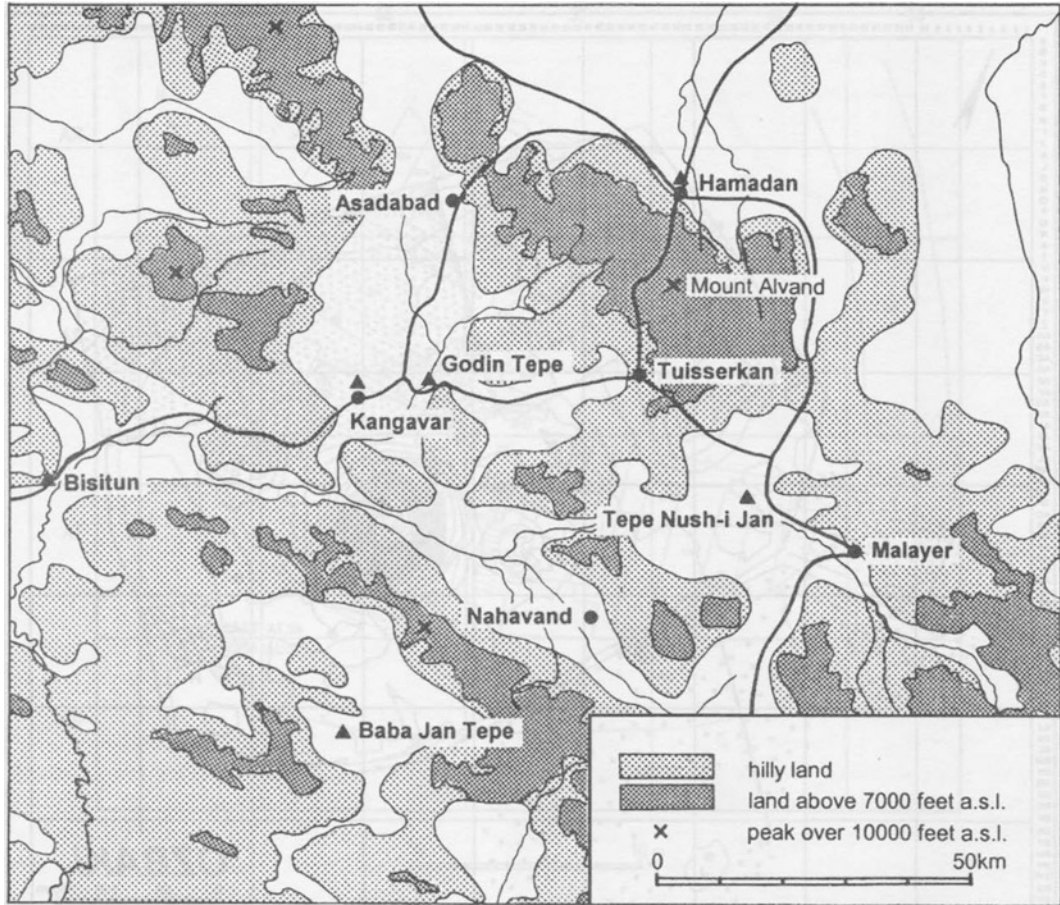 Hamadan
Asadabad
Mount Alvand
Godin Tepe
Tuisserkan
Kangavar
Bisitun
Tepe Nush-i Jan
Malayer
Nahavand
Baba Jan Tepe
hilly land
land above 7000 feet a.s.l.
peak over 10000 feet a.s.l.
0 50km